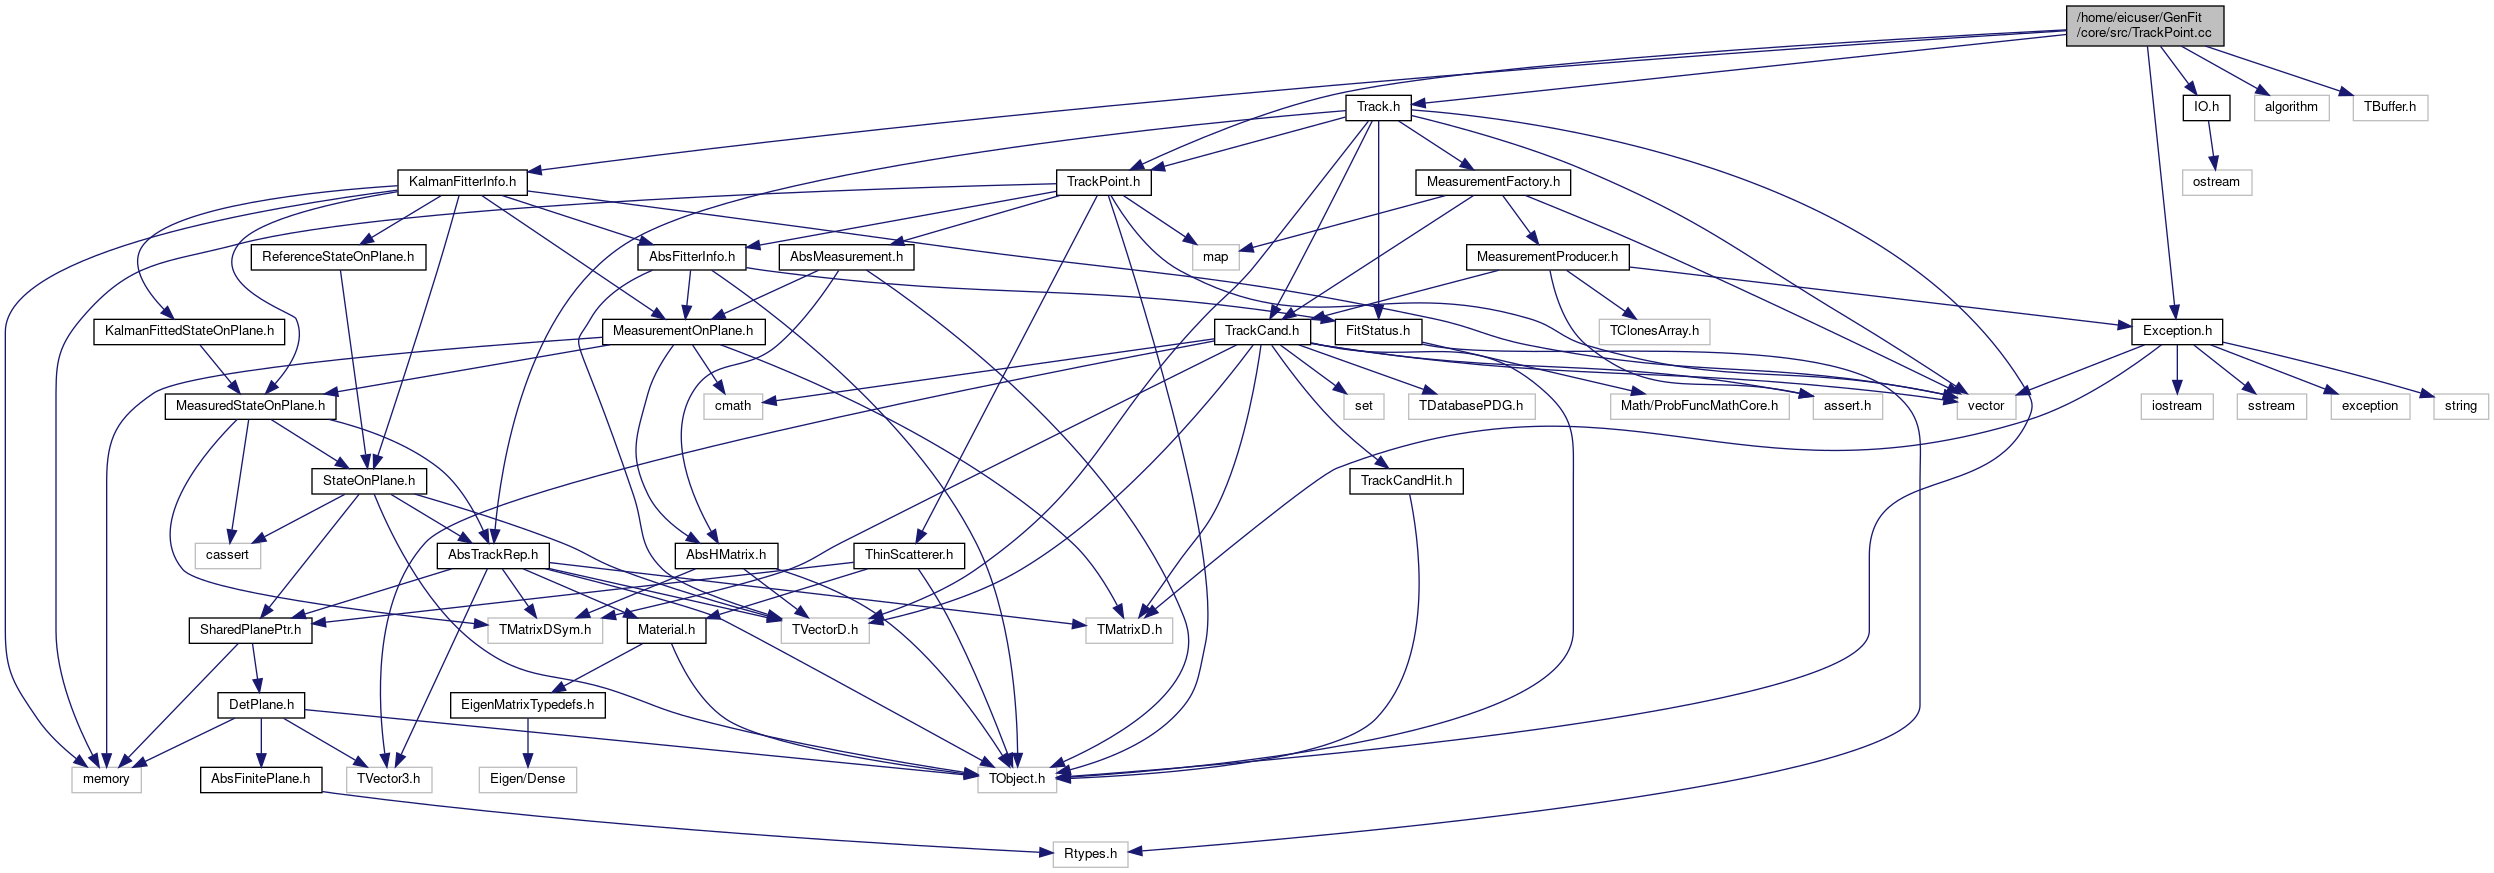 /home/eicuser/GenFit
/core/src/TrackPoint.cc
Track.h
IO.h
algorithm
TBuffer.h
KalmanFitterInfo.h
TrackPoint.h
MeasurementFactory.h
ostream
ReferenceStateOnPlane.h
AbsFitterInfo.h
AbsMeasurement.h
map
MeasurementProducer.h
KalmanFittedStateOnPlane.h
MeasurementOnPlane.h
TrackCand.h
FitStatus.h
TClonesArray.h
Exception.h
MeasuredStateOnPlane.h
cmath
set
TDatabasePDG.h
Math/ProbFuncMathCore.h
assert.h
vector
iostream
sstream
exception
string
StateOnPlane.h
TrackCandHit.h
cassert
AbsTrackRep.h
AbsHMatrix.h
ThinScatterer.h
SharedPlanePtr.h
TMatrixDSym.h
Material.h
TVectorD.h
TMatrixD.h
DetPlane.h
EigenMatrixTypedefs.h
memory
AbsFinitePlane.h
TVector3.h
Eigen/Dense
TObject.h
Rtypes.h